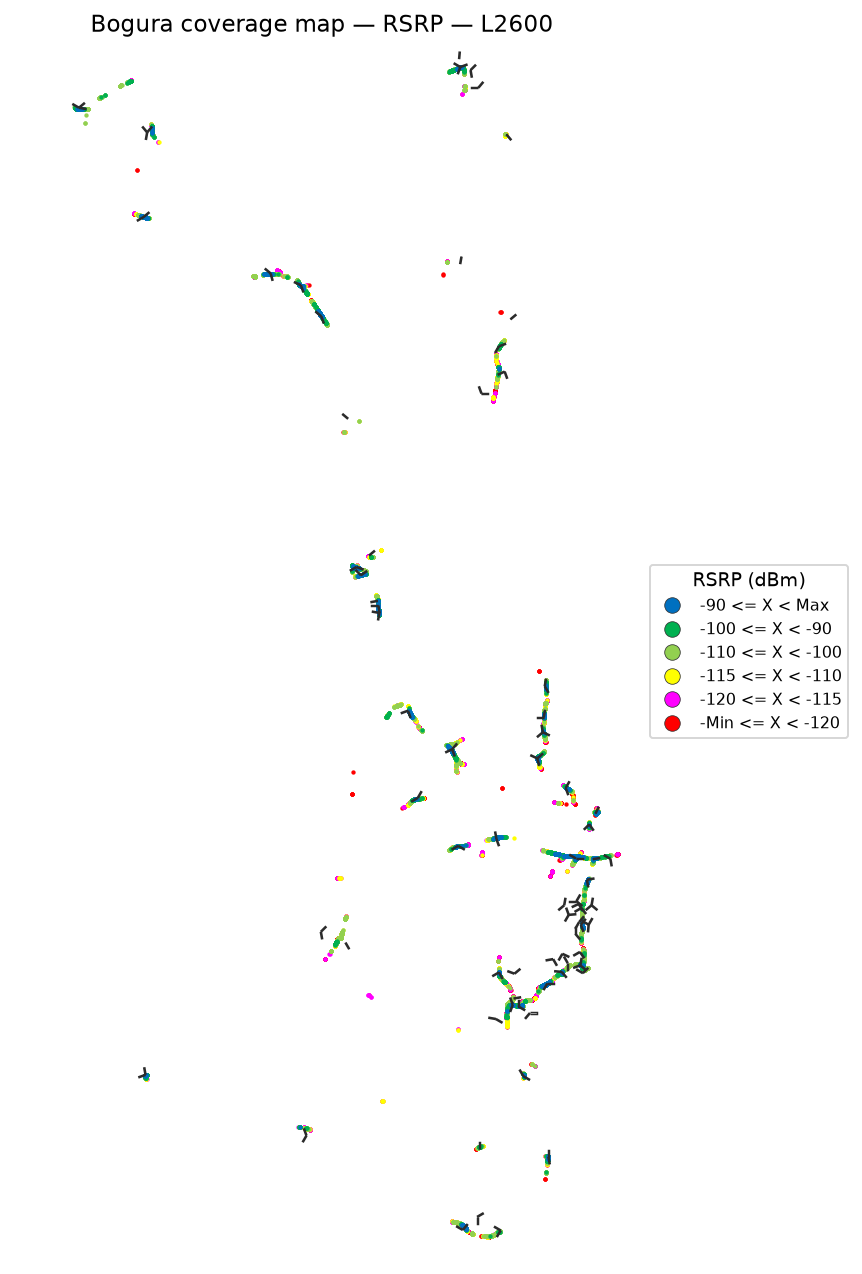 Bogura coverage map — RSRP — L2600
RSRP (dBm)
-90 <= X < Max
-100 <= X < -90
-110 <= X < -100
-115 <= X < -110
-120 <= X < -115
-Min <= X < -120